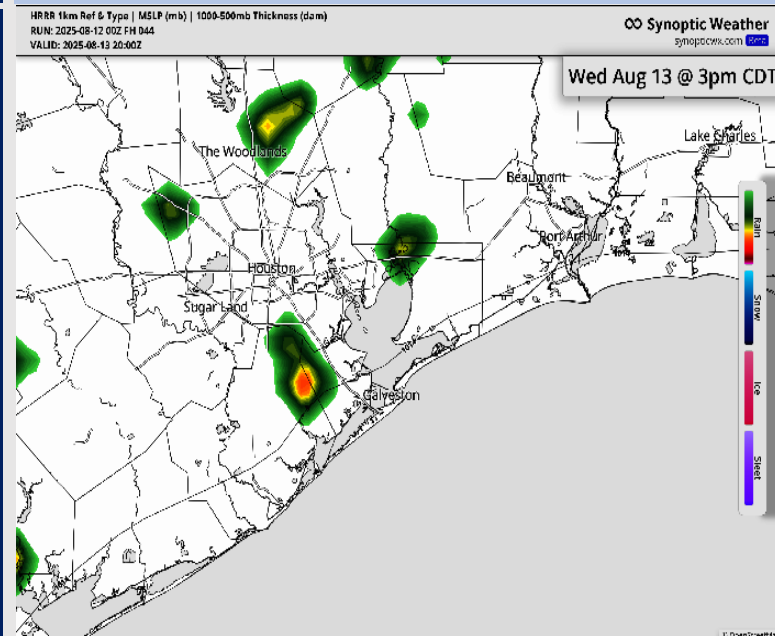 HRRR 1km Ref & Type | MSLP (mb) | 1000-500mb Thickness (dam)
RUN: 2025-08-12 00Z FH 044
VALID: 2025-08-13 20:00Z
Synoptic Weather
synopticwx.com Beta
Wed Aug 13 @ 3pm CDT
The Woodlands
Lake Charles
Beaumont
Port Arthur
Houston
Sugar Land
Galveston
Rain
Snow
Ice
Sleet